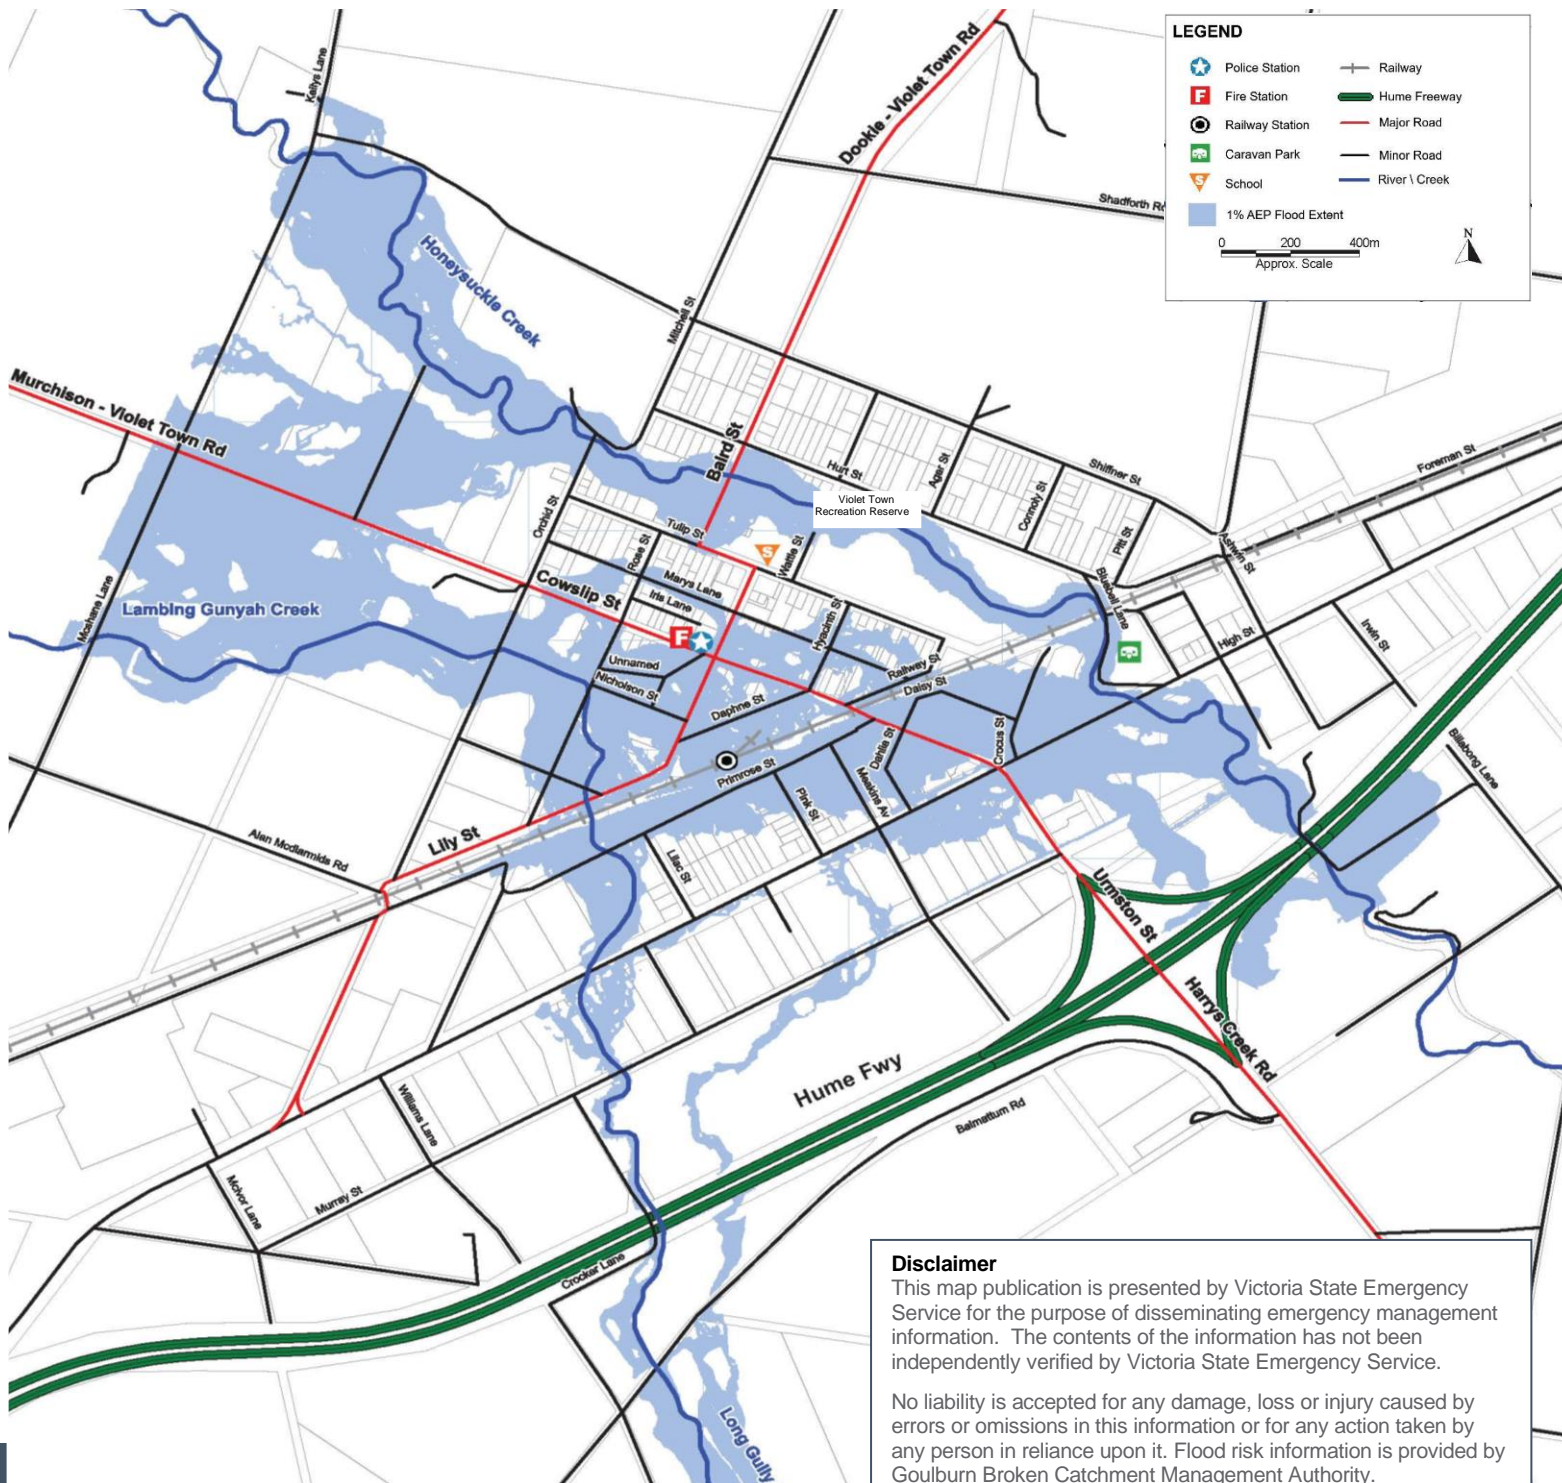 LEGEND
Police Station
Fire Station
F
Railway Station
Caravan Park
School
S
1% AEP Flood Extent
Railway
Hume Freeway
Major Road
Minor Road
River \ Creek
0 200 400m
Approx. Scale
N
Kellys Lane
Dookie - Violet Town Rd
Shadforth Rd
Honeysuckle Creek
Mitchell St
Murchison - Violet Town Rd
Baird St
Hurt St
Agar St
Shiffner St
Foreman St
Connoly St
Violet Town
Recreation Reserve
Orchid St
Tulip St
S
Wattle St
Pitt St
Ashwin St
Rose St
Marys Lane
Bluebell Lane
Cowslip St
Iris Lane
Moshane Lane
Lambing Gunyah Creek
F
Hyacinth St
High St
Irwin St
Unnamed
Railway St
Nicholson St
Daisy St
Daphne St
Crocus St
Dahlia St
Billabong Lane
Primrose St
Meakins Av
Pink St
Alan Mcdiarmids Rd
Lily St
Lilac St
Urmston St
Harrys Creek Rd
Hume Fwy
Balmattum Rd
Williams Lane
McIvor Lane
Murray St
Crocker Lane
Long Gully
Disclaimer
This map publication is presented by Victoria State Emergency
Service for the purpose of disseminating emergency management
information. The contents of the information has not been
independently verified by Victoria State Emergency Service.
No liability is accepted for any damage, loss or injury caused by
errors or omissions in this information or for any action taken by
any person in reliance upon it. Flood risk information is provided by
Goulburn Broken Catchment Management Authority.